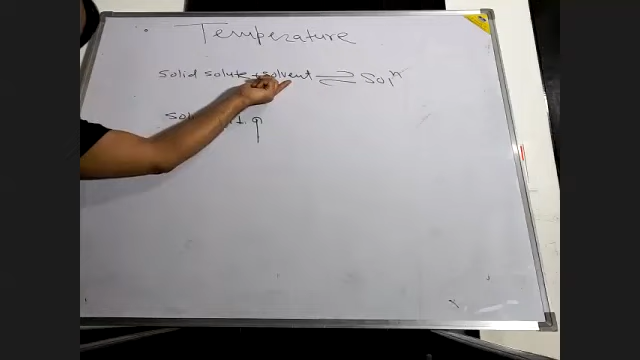 Temperature
Solid solute + solvent ⇌ Solⁿ